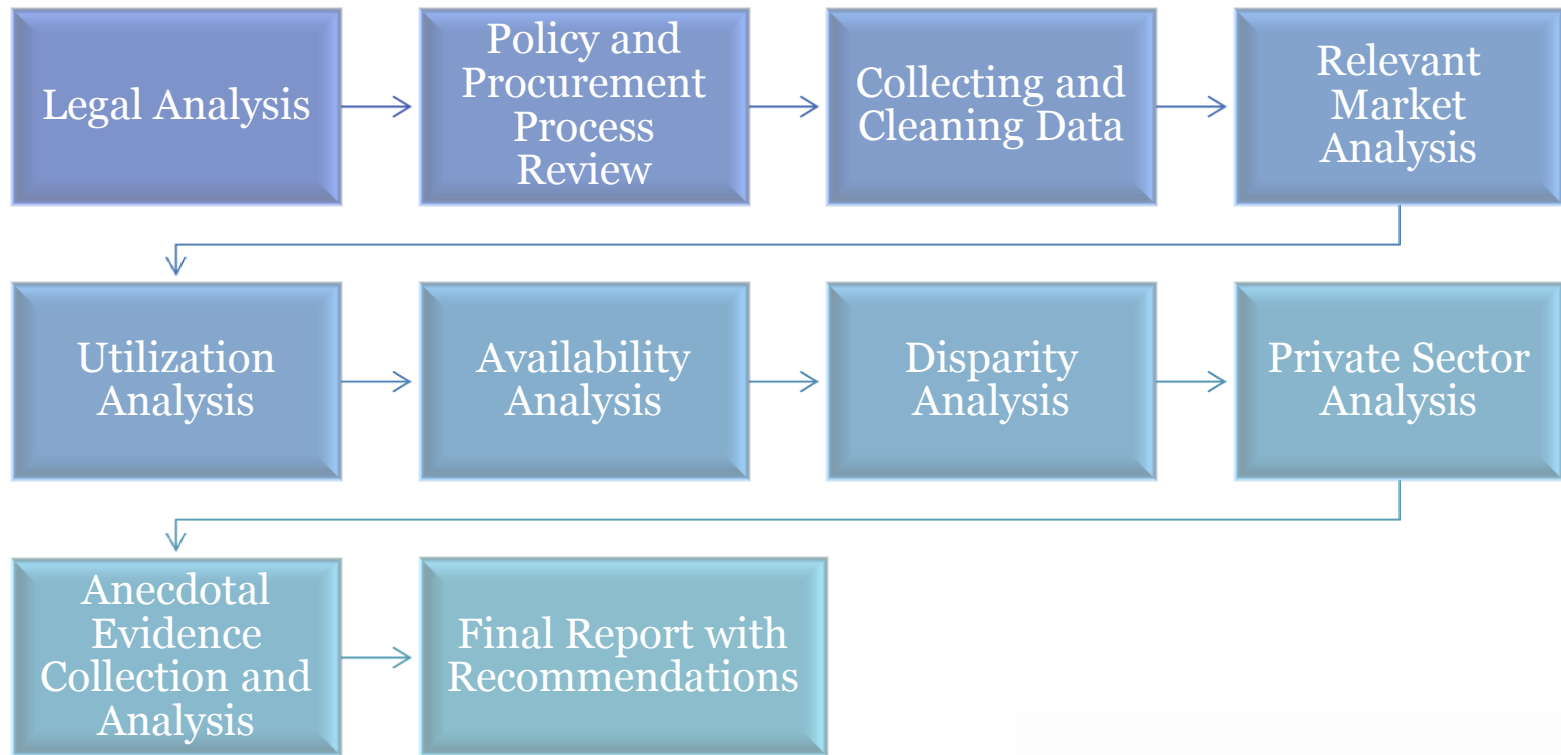 Legal Analysis
Policy and
Procurement
Process
Review
Collecting and
Cleaning Data
Relevant
Market
Analysis
Utilization
Analysis
Availability
Analysis
Disparity
Analysis
Private Sector
Analysis
Anecdotal
Evidence
Collection and
Analysis
Final Report with
Recommendations